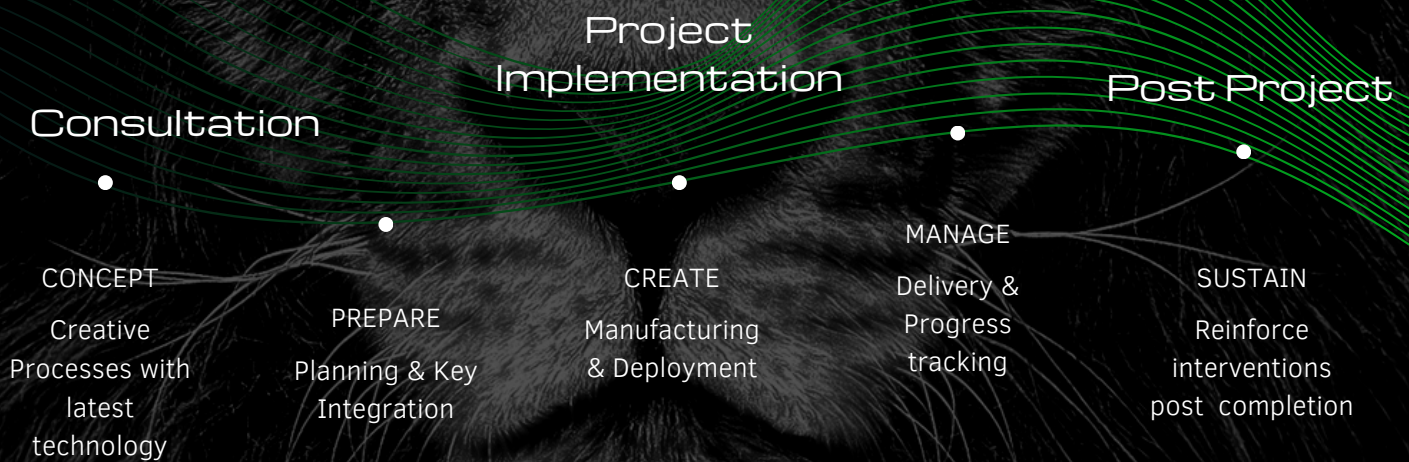 Consultation
Project
Implementation
Post Project
CONCEPT
Creative
Processes with
latest
technology
PREPARE
Planning & Key
Integration
CREATE
Manufacturing
& Deployment
MANAGE
Delivery &
Progress
tracking
SUSTAIN
Reinforce
interventions
post completion